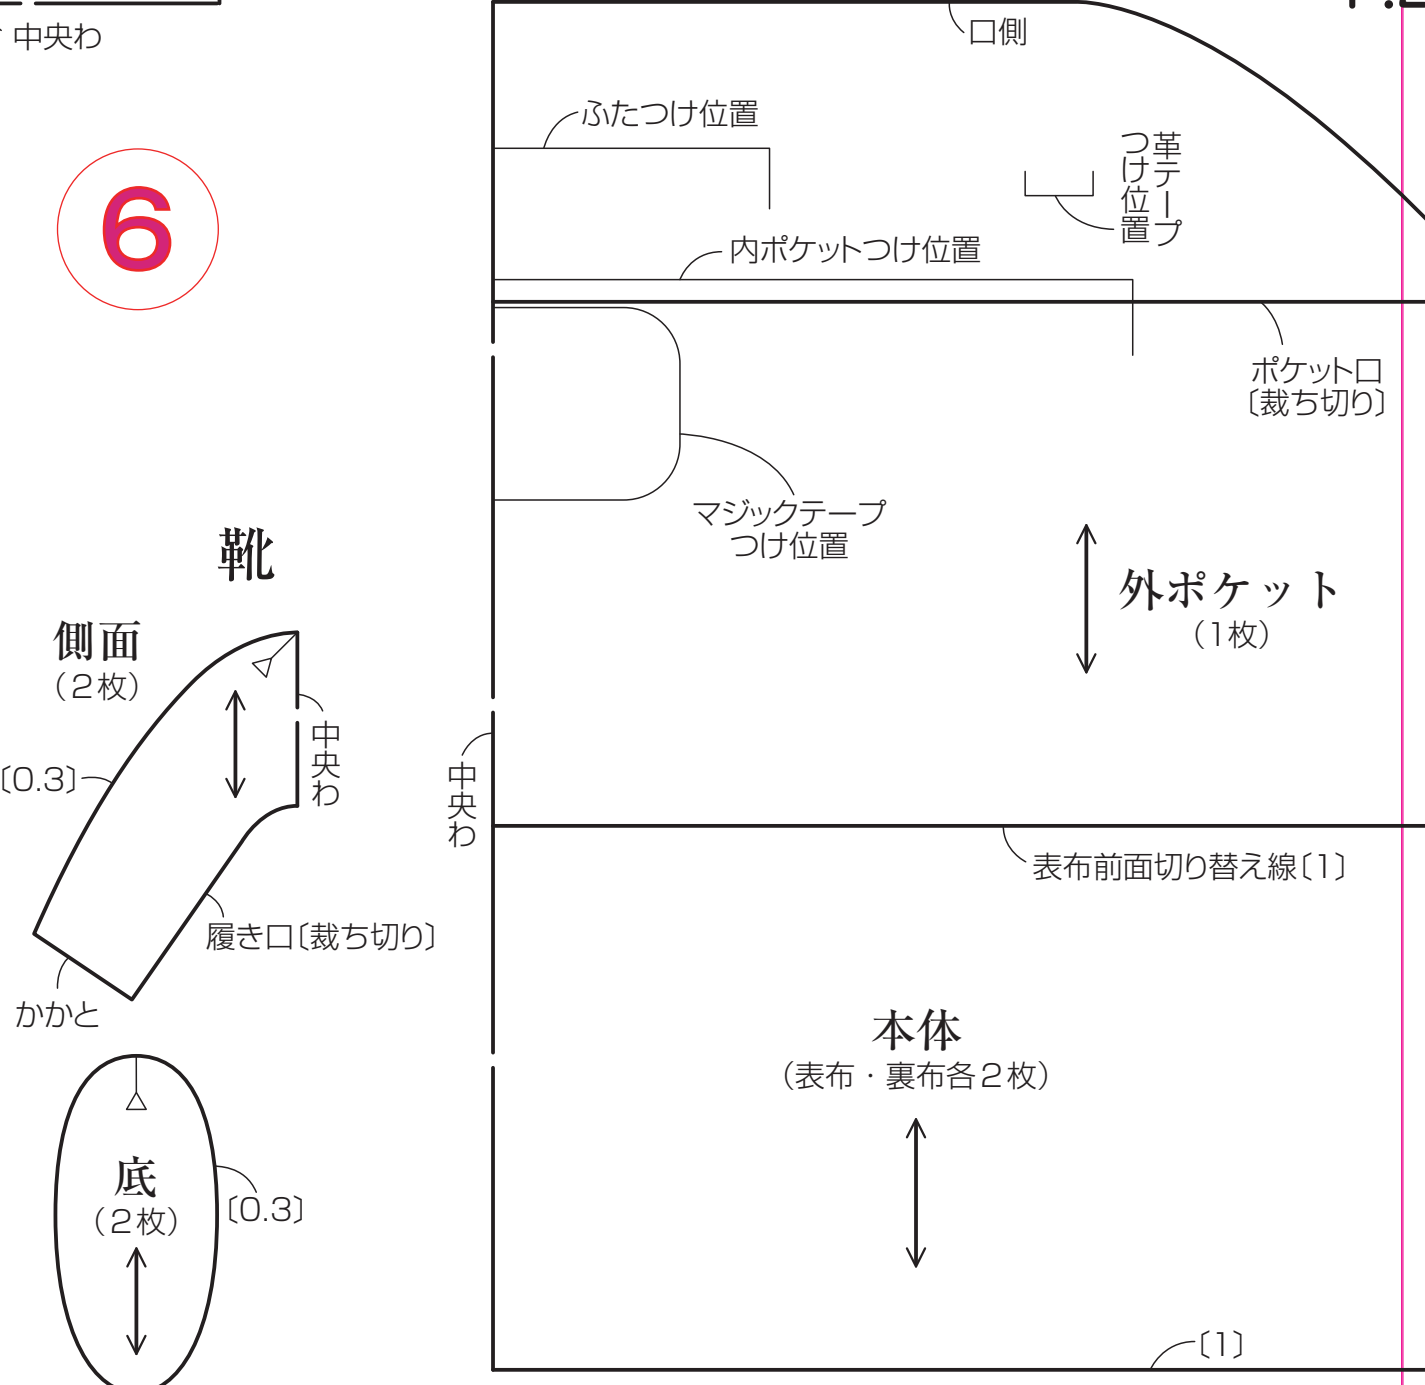 中央わ
6
口側
ふたつけ位置
革テープ
つけ位置
内ポケットつけ位置
ポケット口
〔裁ち切り〕
マジックテープ
つけ位置
外ポケット
（1枚）
中央わ
表布前面切り替え線〔1〕
本体
（表布・裏布各2枚）
〔1〕
靴
側面
（2枚）
〔0.3〕
中央わ
履き口〔裁ち切り〕
かかと
底
（2枚）
〔0.3〕